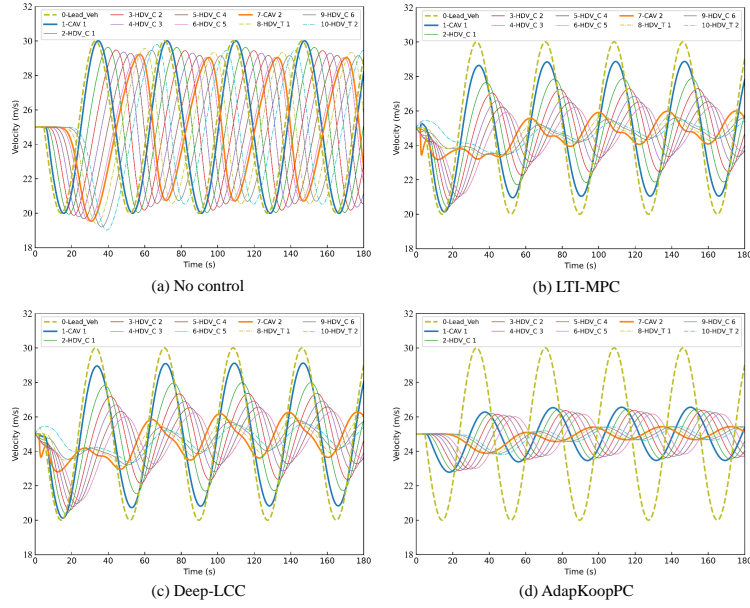 32
0-Lead_Veh 3-HDV_C 2 5-HDV_C 4 7-CAV 2 9-HDV_C 6
1-CAV 1 4-HDV_C 3 6-HDV_C 5 8-HDV_T 1 10-HDV_T 2
2-HDV_C 1
30
28
26
24
22
20
18
Velocity (m/s)
0 20 40 60 80 100 120 140 160 180
Time (s)
(a) No control
32
0-Lead_Veh 3-HDV_C 2 5-HDV_C 4 7-CAV 2 9-HDV_C 6
1-CAV 1 4-HDV_C 3 6-HDV_C 5 8-HDV_T 1 10-HDV_T 2
2-HDV_C 1
30
28
26
24
22
20
18
Velocity (m/s)
0 20 40 60 80 100 120 140 160 180
Time (s)
(b) LTI-MPC
32
0-Lead_Veh 3-HDV_C 2 5-HDV_C 4 7-CAV 2 9-HDV_C 6
1-CAV 1 4-HDV_C 3 6-HDV_C 5 8-HDV_T 1 10-HDV_T 2
2-HDV_C 1
30
28
26
24
22
20
18
Velocity (m/s)
0 20 40 60 80 100 120 140 160 180
Time (s)
(c) Deep-LCC
32
0-Lead_Veh 3-HDV_C 2 5-HDV_C 4 7-CAV 2 9-HDV_C 6
1-CAV 1 4-HDV_C 3 6-HDV_C 5 8-HDV_T 1 10-HDV_T 2
2-HDV_C 1
30
28
26
24
22
20
18
Velocity (m/s)
0 20 40 60 80 100 120 140 160 180
Time (s)
(d) AdapKoopPC